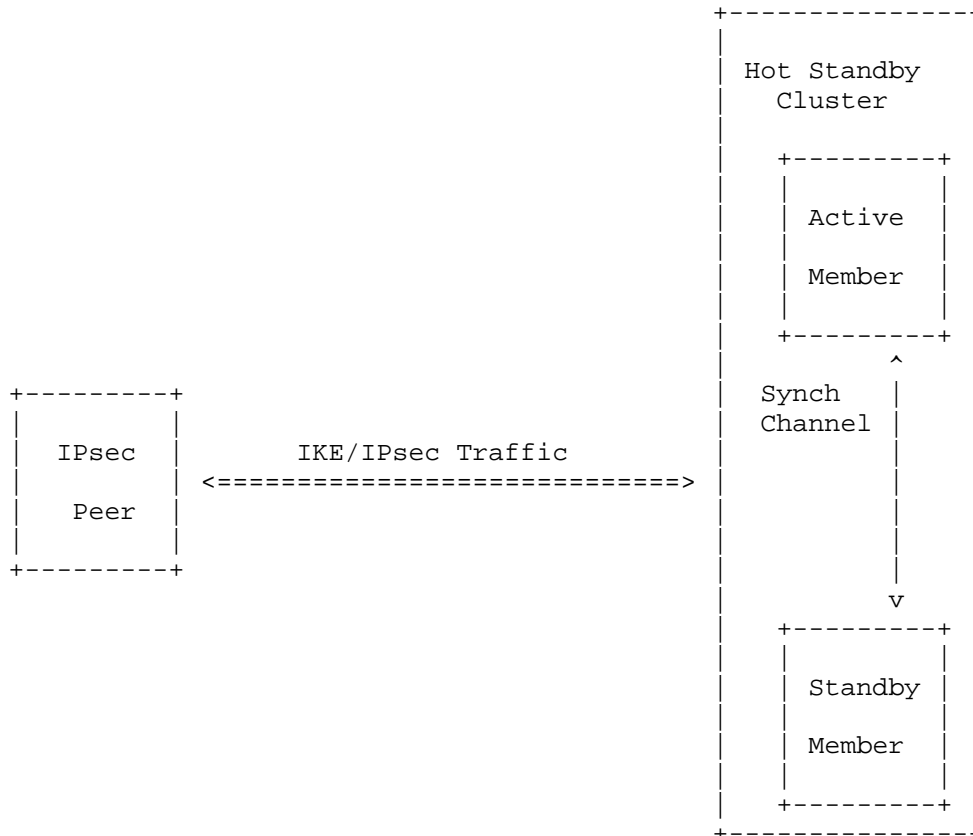 Hot Standby
Cluster
Active
Member
Synch
Channel
IPsec
Peer
IKE/IPsec Traffic
Standby
Member